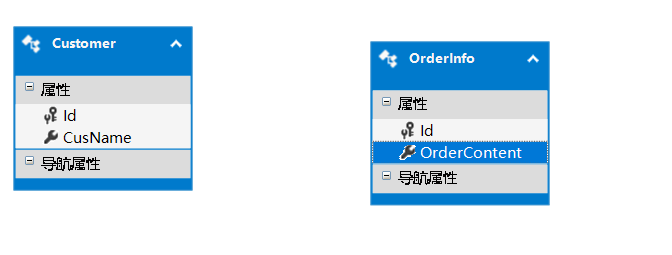 Customer
属性
Id
CusName
导航属性
OrderInfo
属性
Id
OrderContent
导航属性